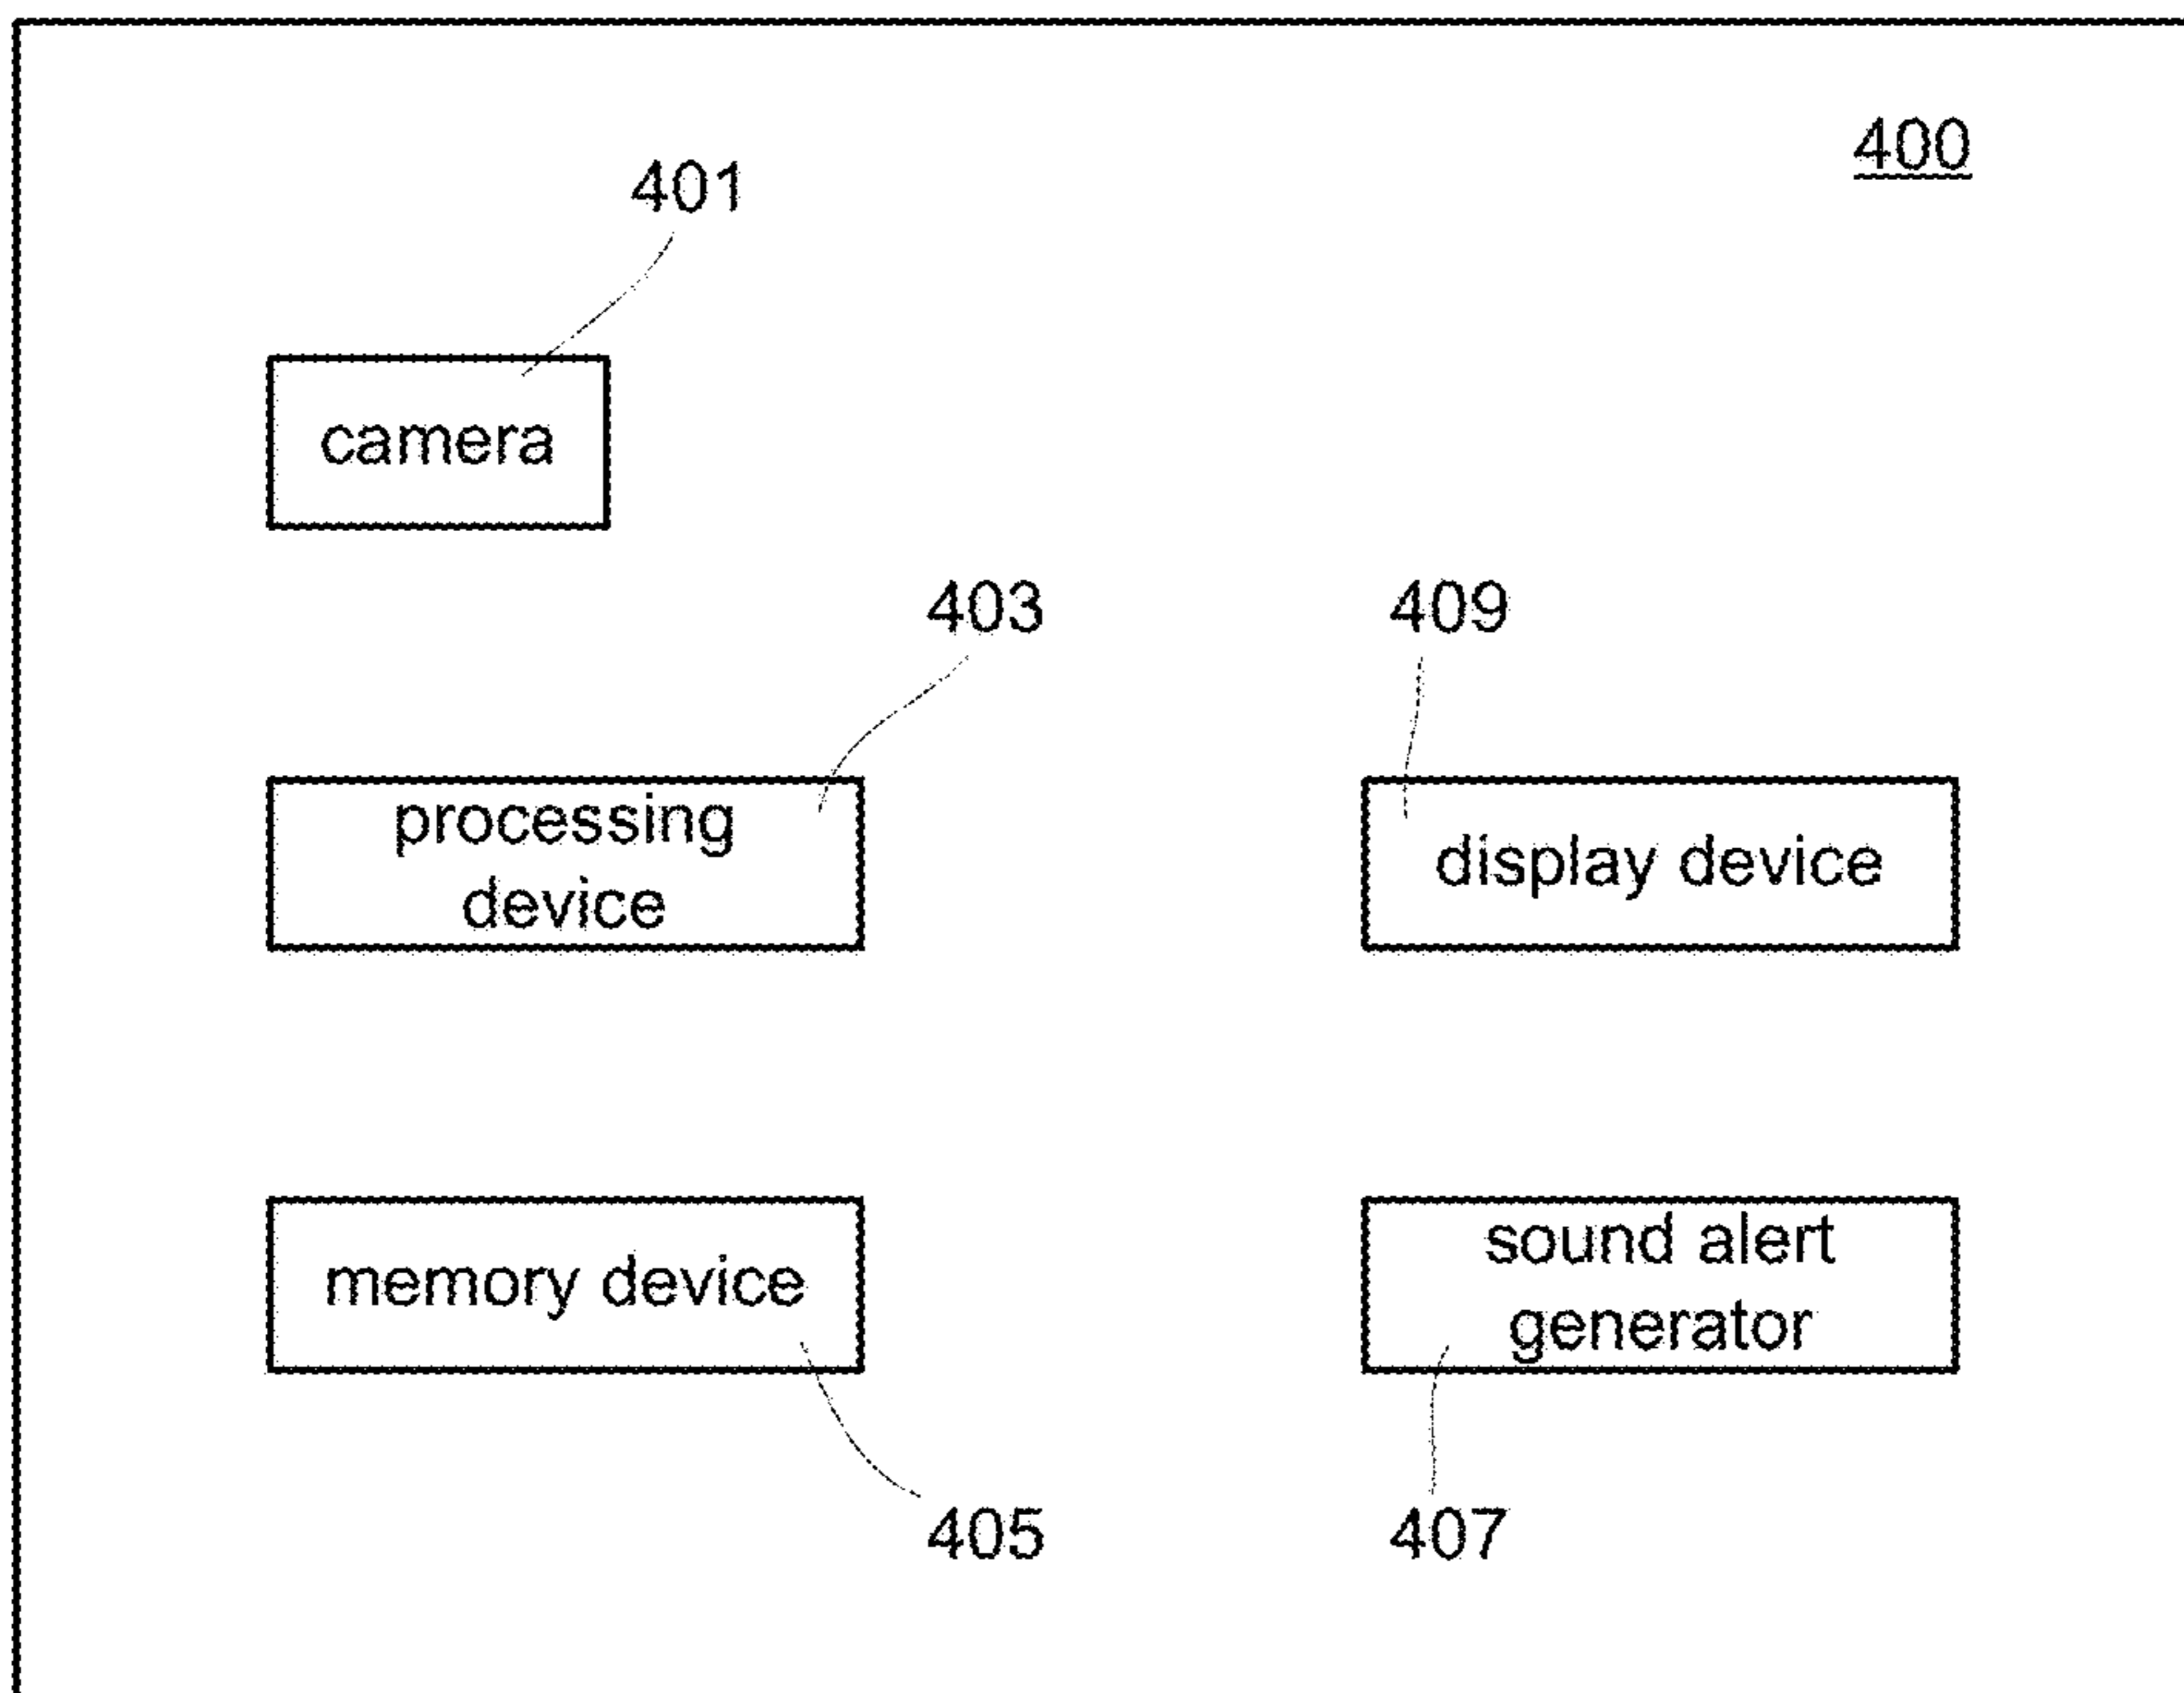 400
401
camera
403
409
processing
device
display device
memory device
sound alert
generator
405
407